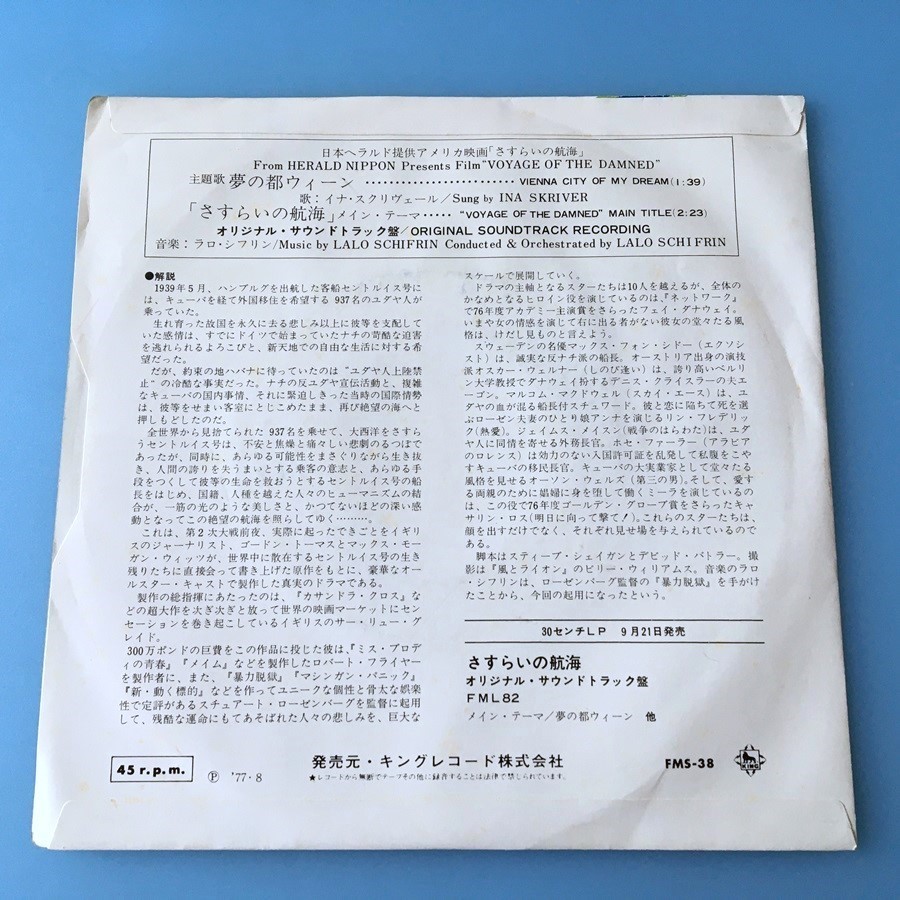 日本ヘラルド提供アメリカ映画「さすらいの航海」
From HERALD NIPPON Presents Film "VOYAGE OF THE DAMNED"
主題歌 夢の都ウィーン ························ VIENNA CITY OF MY DREAM(1:39)
歌：イナ・スクリヴェール／Sung by INA SKRIVER
「さすらいの航海」メイン・テーマ····· "VOYAGE OF THE DAMNED" MAIN TITLE(2:23)
オリジナル・サウンドトラック盤／ORIGINAL SOUNDTRACK RECORDING
音楽：ラロ・シフリン／Music by LALO SCHIFRIN Conducted & Orchestrated by LALO SCHIFRIN
●解説
1939年5月、ハンブルグを出航した客船セントルイス号に
は、キューバを経て外国移住を希望する 937名のユダヤ人が
乗っていた。
生れ育った故国を永久に去る悲しみ以上に彼等を支配して
いた感情は、すでにドイツで始まっていたナチの苛酷な迫害
を逃れられるよろこびと、新天地での自由な生活に対する希
望だった。
だが、約束の地ハバナに待っていたのは“ユダヤ人上陸禁
止”の冷酷な事実だった。ナチの反ユダヤ宣伝活動と、複雑
なキューバの国内事情、それに緊迫しきった当時の国際情勢
は、彼等をせまい客室にとじこめたまま、再び絶望の海へと
押しもどしたのだ。
全世界から見捨てられた 937名を乗せて、大西洋をさすら
うセントルイス号は、不安と焦燥と痛々しい悲劇のるつぼで
あったが、同時に、あらゆる可能性をまさぐりながら生き抜
き、人間の誇りを失うまいとする乗客の意志と、あらゆる手
段をつくして彼等の生命を救おうとするセントルイス号の船
長をはじめ、国籍、人種を越えた人々のヒューマニズムの結
合が、一筋の光のような美しさと、かつてないほどの深い感
動となってこの絶望の航海を照らしてゆく………。
これは、第2次大戦前夜、実際に起ったできごとをイギリ
スのジャーナリスト、ゴードン・トーマスとマックス・モー
ガン・ウィッツが、世界中に散在するセントルイス号の生き
残りたちに直接会って書き上げた原作をもとに、豪華なオー
ルスター・キャストで製作した真実のドラマである。
製作の総指揮にあたったのは、『カサンドラ・クロス』な
どの超大作を次ぎ次ぎと放って世界の映画マーケットにセン
セーションを巻き起こしているイギリスのサー・リュー・グ
レイド。
300万ポンドの巨費をこの作品に投じた彼は、『ミス・ブロデ
ィの青春』『メイム』などを製作したロバート・フライヤー
を製作者に、また、『暴力脱獄』『マシンガン・パニック』
『新・動く標的』などを作ってユニークな個性と骨太な娯楽
性で定評があるスチュアート・ローゼンバーグを監督に起用
して、残酷な運命にもてあそばれた人々の悲しみを、巨大な
スケールで展開していく。
ドラマの主軸となるスターたちは10人を越えるが、全体の
かなめとなるヒロイン役を演じているのは、『ネットワーク』
で76年度アカデミー主演賞をさらったフェイ・ダナウェイ。
いまや女の情感を演じて右に出る者がない彼女の堂々たる風
格は、けだし見ものと言えよう。
スウェーデンの名優マックス・フォン・シドー(エクソシ
スト)は、誠実な反ナチ派の船長。オーストリア出身の演技
派オスカー・ウェルナー(しのび逢い)は、誇り高いベルリ
ン大学教授でダナウェイ扮するデニス・クライスラーの夫エ
ーゴン。マルコム・マクドウェル(スカイ・エース)は、ユ
ダヤの血が混る船長付スチュワード。彼と恋に陥ちて死を選
ぶローゼン夫妻のひとり娘アンナを演じるリン・フレデリッ
ク(熱愛)。ジェイムス・メイスン(戦争のはらわた)は、ユダ
ヤ人に同情を寄せる外務長官。ホセ・ファーラー(アラビア
のロレンス)は効力のない入国許可証を乱発して私腹をこや
すキューバの移民長官。キューバの大実業家として堂々たる
風格を見せるオーソン・ウェルズ(第三の男)。そして、愛す
る両親のために娼婦に身を堕して働くミーラを演じているの
は、この役で76年度ゴールデン・グローブ賞をさらったキャ
サリン・ロス(明日に向って撃て！)。これらのスターたちは、
顔を出すだけでなく、それぞれ見せ場を与えられているので
ある。
脚本はスティーブ・シェイガンとデビッド・バトラー。撮
影は『風とライオン』のビリー・ウィリアムス。音楽のラロ
・シフリンは、ローゼンバーグ監督の『暴力脱獄』を手がけ
たことから、今回の起用になったという。
30センチLP 9月21日発売
さすらいの航海
オリジナル・サウンドトラック盤
FML82
メイン・テーマ／夢の都ウィーン 他
45 r.p.m.
Ⓟ '77・8
発売元・キングレコード株式会社
★レコードから無断でテープその他に録音することは法律で禁じられています。
FMS-38
KING